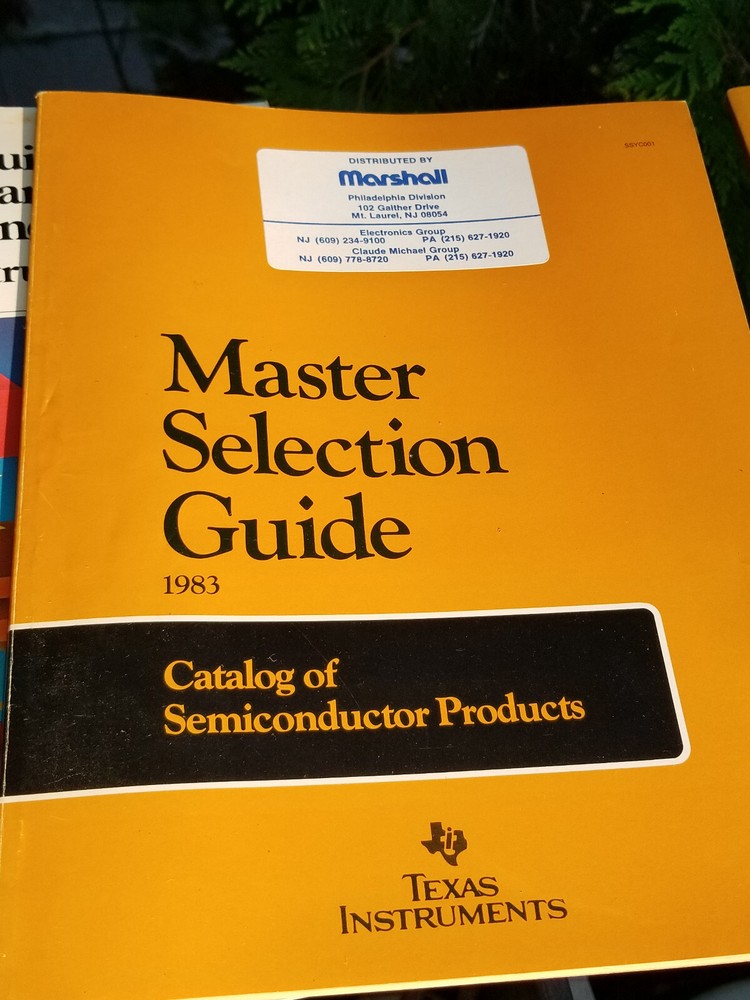 SSYC001
DISTRIBUTED BY
Marshall
Philadelphia Division
102 Gaither Drive
Mt. Laurel, NJ 08054
Electronics Group
NJ (609) 234-9100 PA (215) 627-1920
Claude Michael Group
NJ (609) 778-8720 PA (215) 627-1920
Master
Selection
Guide
1983
Catalog of
Semiconductor Products
TEXAS
INSTRUMENTS